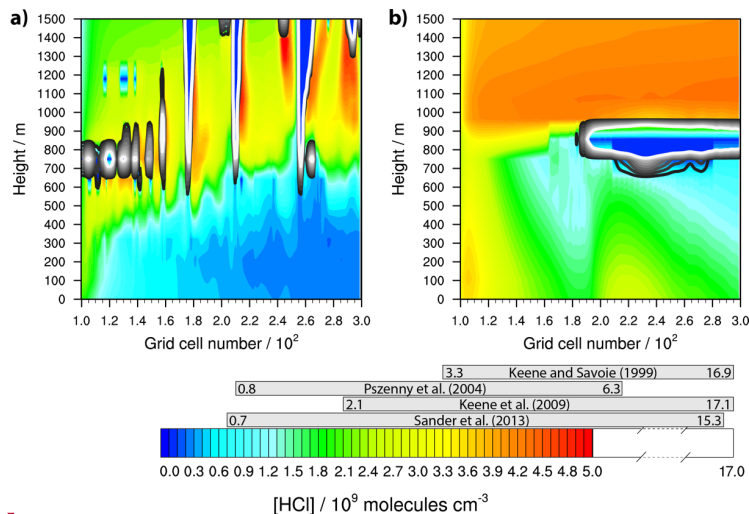 a)
b)
1500
1400
1300
1200
1100
1000
900
800
700
600
500
400
300
200
100
0
Height / m
1.0 1.2 1.4 1.6 1.8 2.0 2.2 2.4 2.6 2.8 3.0
Grid cell number / 10²
1500
1400
1300
1200
1100
1000
900
800
700
600
500
400
300
200
100
0
Height / m
1.0 1.2 1.4 1.6 1.8 2.0 2.2 2.4 2.6 2.8 3.0
Grid cell number / 10²
3.3 Keene and Savoie (1999) 16.9
0.8 Pszenny et al. (2004) 6.3
2.1 Keene et al. (2009) 17.1
0.7 Sander et al. (2013) 15.3
0.0 0.3 0.6 0.9 1.2 1.5 1.8 2.1 2.4 2.7 3.0 3.3 3.6 3.9 4.2 4.5 4.8 5.0 17.0
[HCl] / 10⁹ molecules cm⁻³